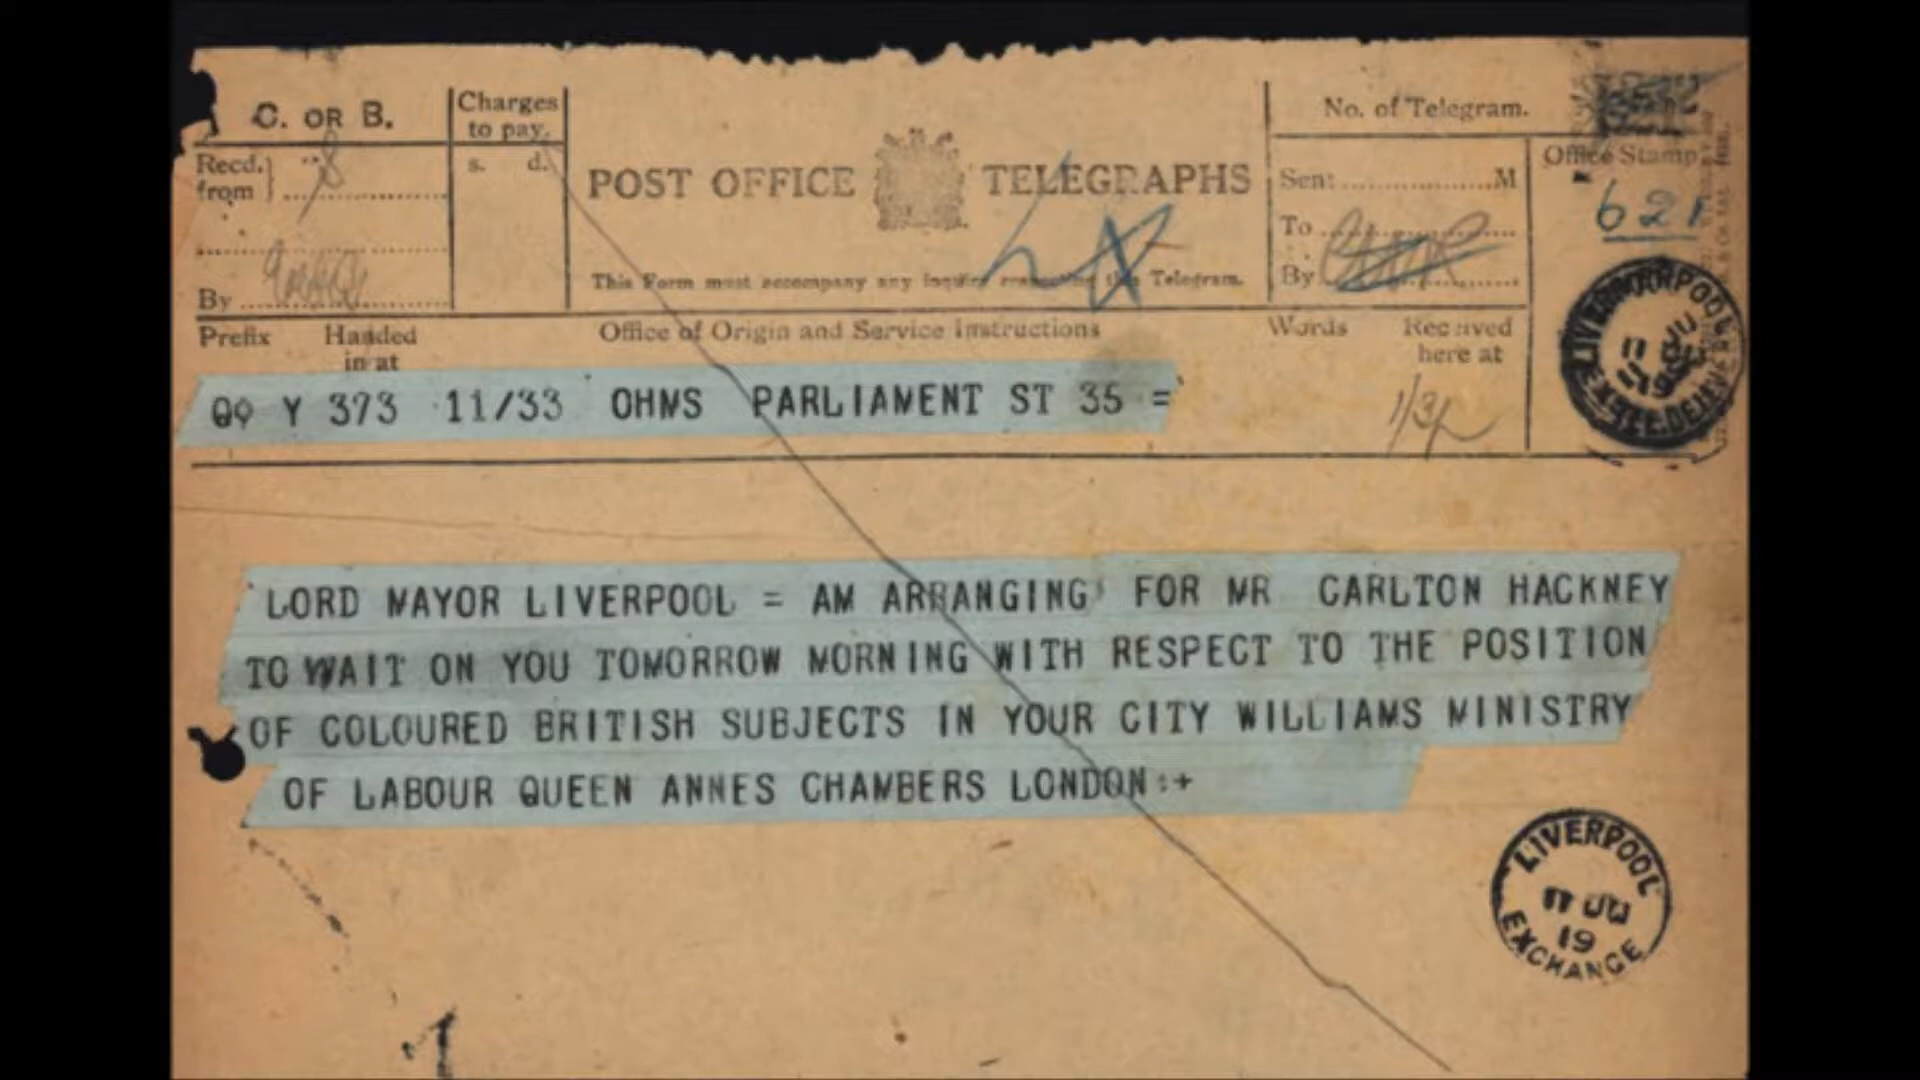 C. OR B.
Charges
to pay.
s. d.
Recd.
from
By
POST OFFICE TELEGRAPHS
This Form must accompany any inquiry respecting this Telegram.
No. of Telegram.
Sent M
To
By
Office Stamp
621
Prefix Handed
in at
Office of Origin and Service Instructions
Words Received
here at
Y 373 11/33 OHMS PARLIAMENT ST 35 =
LIVERPOOL
LORD MAYOR LIVERPOOL = AM ARRANGING FOR MR CARLTON HACKNEY
TO WAIT ON YOU TOMORROW MORNING WITH RESPECT TO THE POSITION
OF COLOURED BRITISH SUBJECTS IN YOUR CITY WILLIAMS MINISTRY
OF LABOUR QUEEN ANNES CHAMBERS LONDON :+
LIVERPOOL
11 JU
19
EXCHANGE